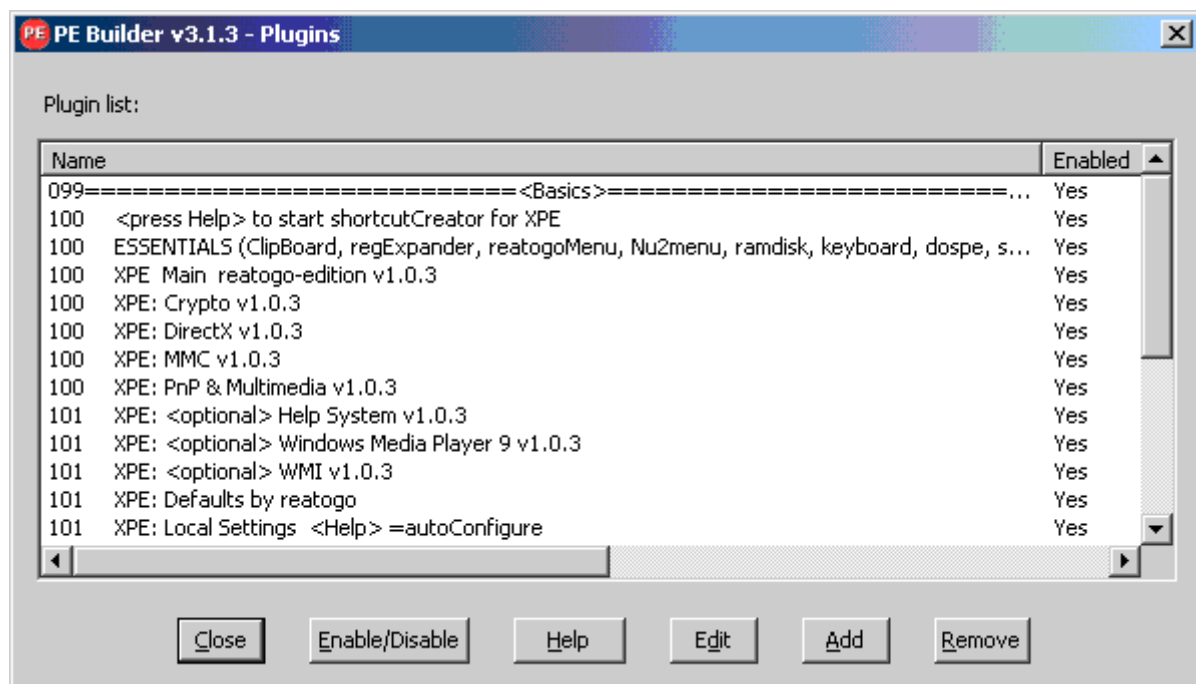 PE PE Builder v3.1.3 - Plugins
Plugin list:
Name Enabled
099===========================<Basics>=========================... Yes
100 <press Help> to start shortcutCreator for XPE Yes
100 ESSENTIALS (ClipBoard, regExpander, reatogoMenu, Nu2menu, ramdisk, keyboard, dospe, s... Yes
100 XPE Main reatogo-edition v1.0.3 Yes
100 XPE: Crypto v1.0.3 Yes
100 XPE: DirectX v1.0.3 Yes
100 XPE: MMC v1.0.3 Yes
100 XPE: PnP & Multimedia v1.0.3 Yes
101 XPE: <optional> Help System v1.0.3 Yes
101 XPE: <optional> Windows Media Player 9 v1.0.3 Yes
101 XPE: <optional> WMI v1.0.3 Yes
101 XPE: Defaults by reatogo Yes
101 XPE: Local Settings <Help> =autoConfigure Yes
Close Enable/Disable Help Edit Add Remove